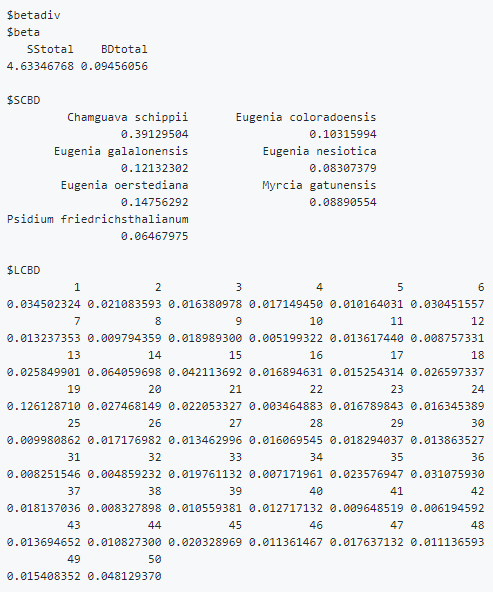 $betadiv
$beta
   SStotal    BDtotal
4.63346768 0.09456056

$SCBD
         Chamguava schippii       Eugenia coloradoensis
                 0.39129504                  0.10315994
       Eugenia galalonensis           Eugenia nesiotica
                 0.12132302                  0.08307379
        Eugenia oerstediana           Myrcia gatunensis
                 0.14756292                  0.08890554
Psidium friedrichsthalianum
                 0.06467975

$LCBD
          1           2           3           4           5           6
0.034502324 0.021083593 0.016380978 0.017149450 0.010164031 0.030451557
          7           8           9          10          11          12
0.013237353 0.009794359 0.018989300 0.005199322 0.013617440 0.008757331
         13          14          15          16          17          18
0.025849901 0.064059698 0.042113692 0.016894631 0.015254314 0.026597337
         19          20          21          22          23          24
0.126128710 0.027468149 0.022053327 0.003464883 0.016789843 0.016345389
         25          26          27          28          29          30
0.009980862 0.017176982 0.013462996 0.016069545 0.018294037 0.013863527
         31          32          33          34          35          36
0.008251546 0.004859232 0.019761132 0.007171961 0.023576947 0.031075930
         37          38          39          40          41          42
0.018137036 0.008327898 0.010559381 0.012717132 0.009648519 0.006194592
         43          44          45          46          47          48
0.013694652 0.010827300 0.020328969 0.011361467 0.017637132 0.011136593
         49          50
0.015408352 0.048129370